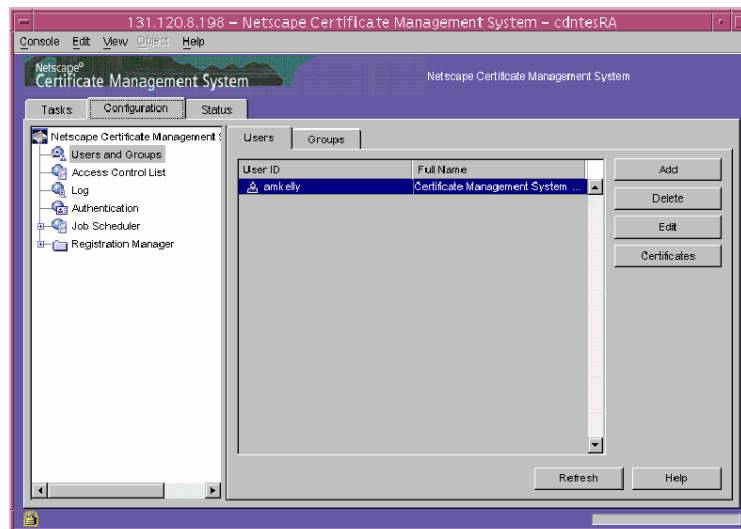 131.120.8.198 – Netscape Certificate Management System – cdntesRA
Console Edit View Object Help
Netscape®
Certificate Management System
Netscape Certificate Management System
Tasks Configuration Status
Netscape Certificate Management S
Users and Groups
Access Control List
Log
Authentication
Job Scheduler
Registration Manager
Users Groups
User ID Full Name
amkelly Certificate Management System ...
Add
Delete
Edit
Certificates
Refresh Help